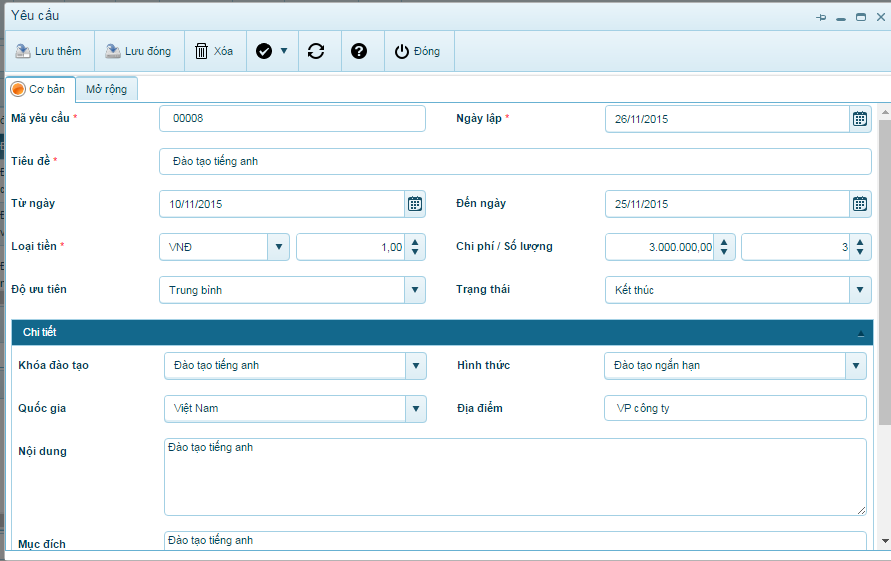 Yêu cầu
Lưu thêm Lưu đóng Xóa Đóng
Cơ bản Mở rộng
Mã yêu cầu * 00008 Ngày lập * 26/11/2015
Tiêu đề * Đào tạo tiếng anh
Từ ngày 10/11/2015 Đến ngày 25/11/2015
Loại tiền * VNĐ 1,00 Chi phí / Số lượng 3.000.000,00 3
Độ ưu tiên Trung bình Trạng thái Kết thúc
Chi tiết
Khóa đào tạo Đào tạo tiếng anh Hình thức Đào tạo ngắn hạn
Quốc gia Việt Nam Địa điểm VP công ty
Nội dung Đào tạo tiếng anh
Mục đích Đào tạo tiếng anh